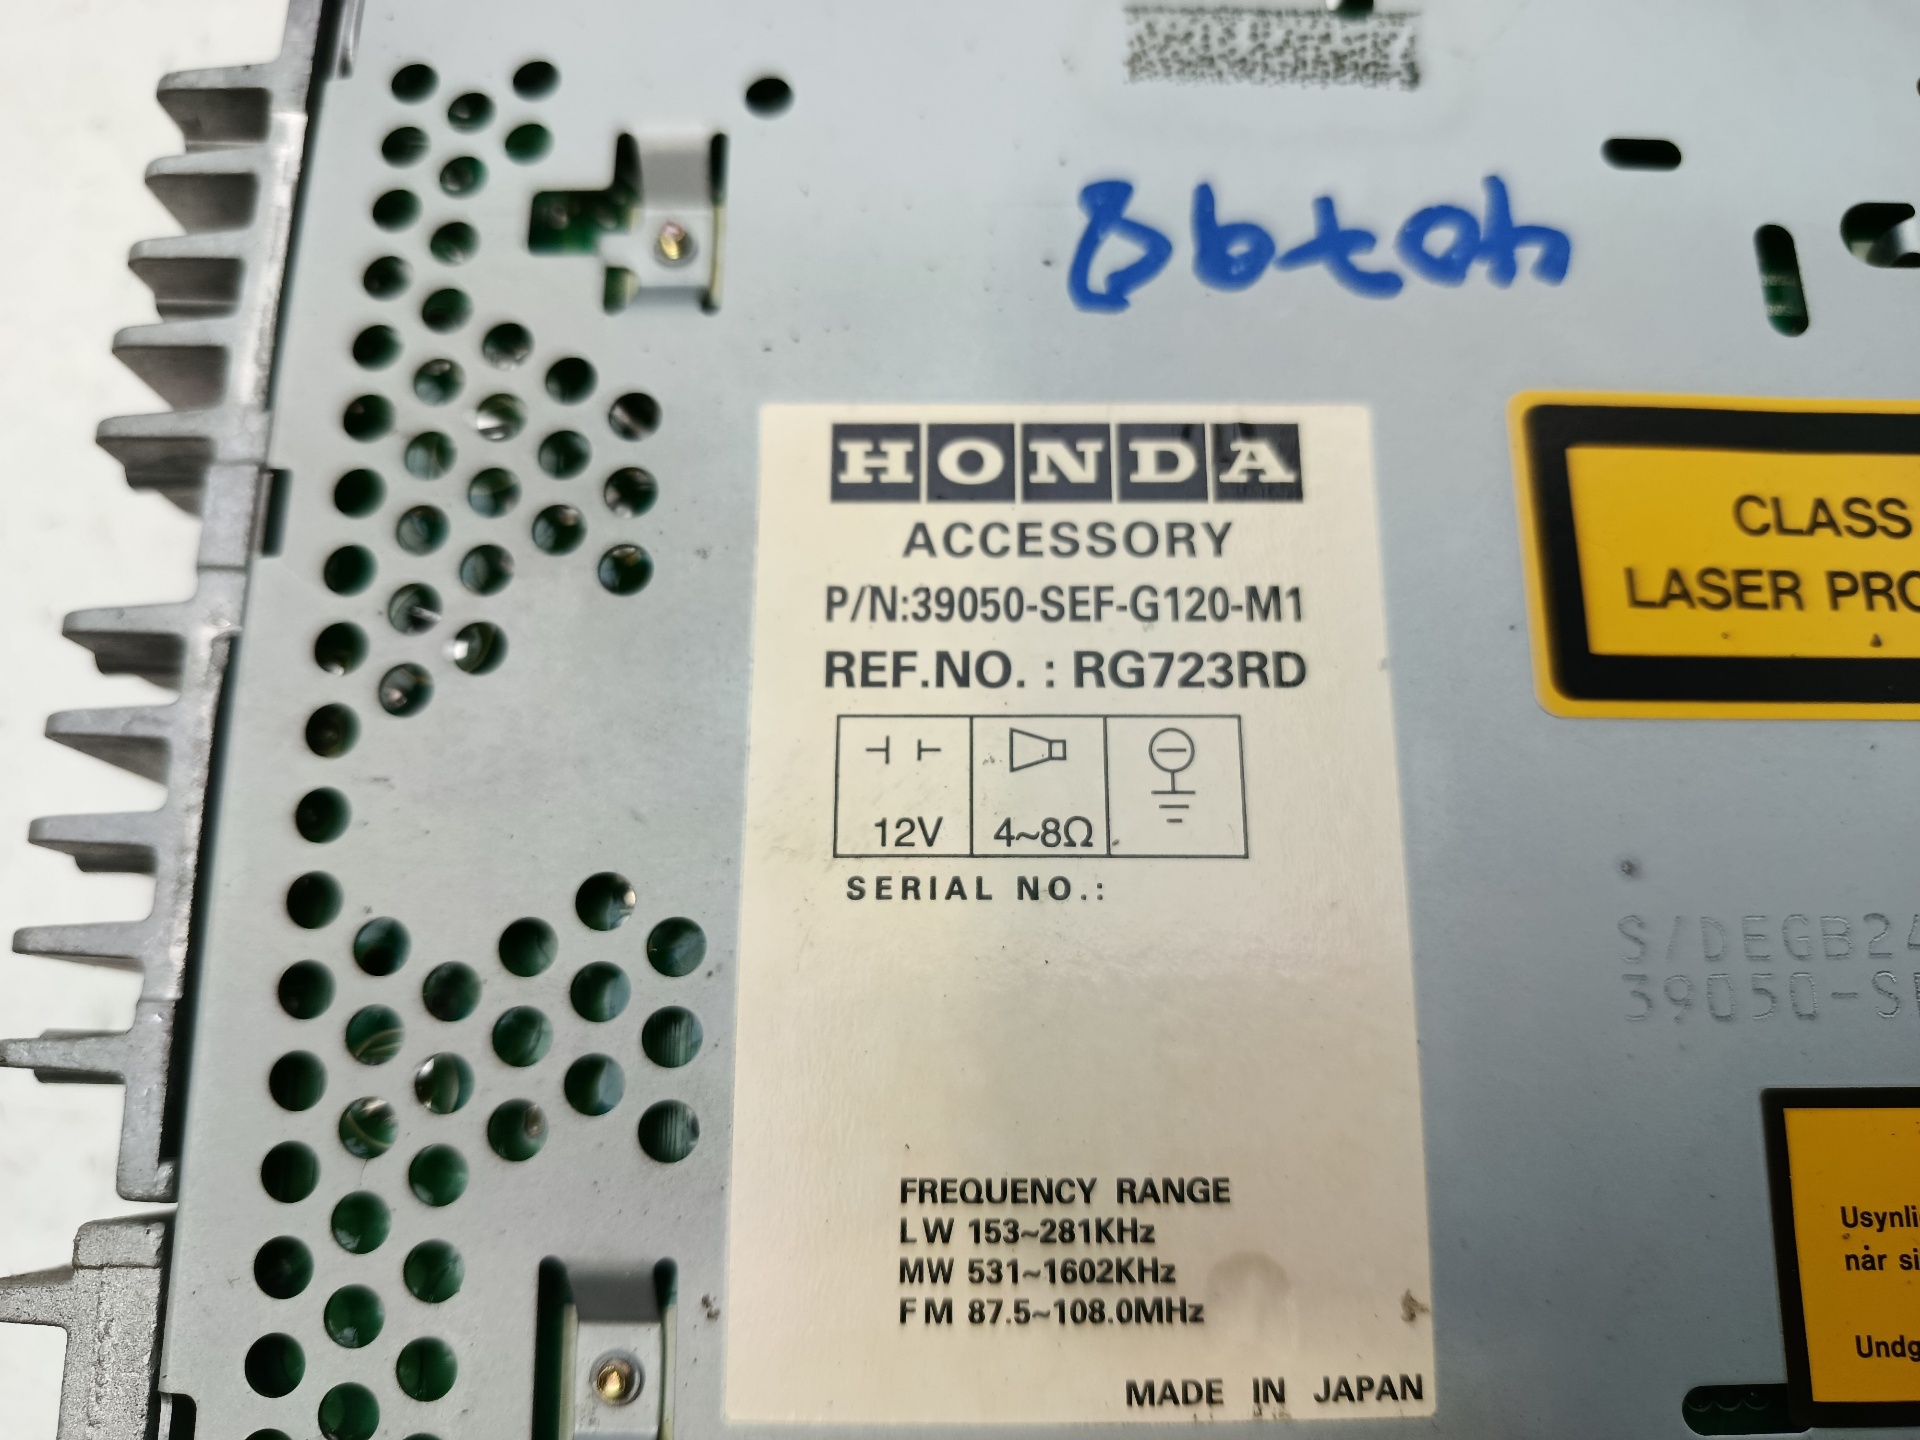 HONDA
ACCESSORY
P/N:39050-SEF-G120-M1
REF.NO. : RG723RD
12V 4~8Ω
SERIAL NO.:
FREQUENCY RANGE
LW 153~281KHz
MW 531~1602KHz
FM 87.5~108.0MHz
MADE IN JAPAN
CLASS
LASER PRO
S/DEGB24
39050-S
Usynli
når si
Undg